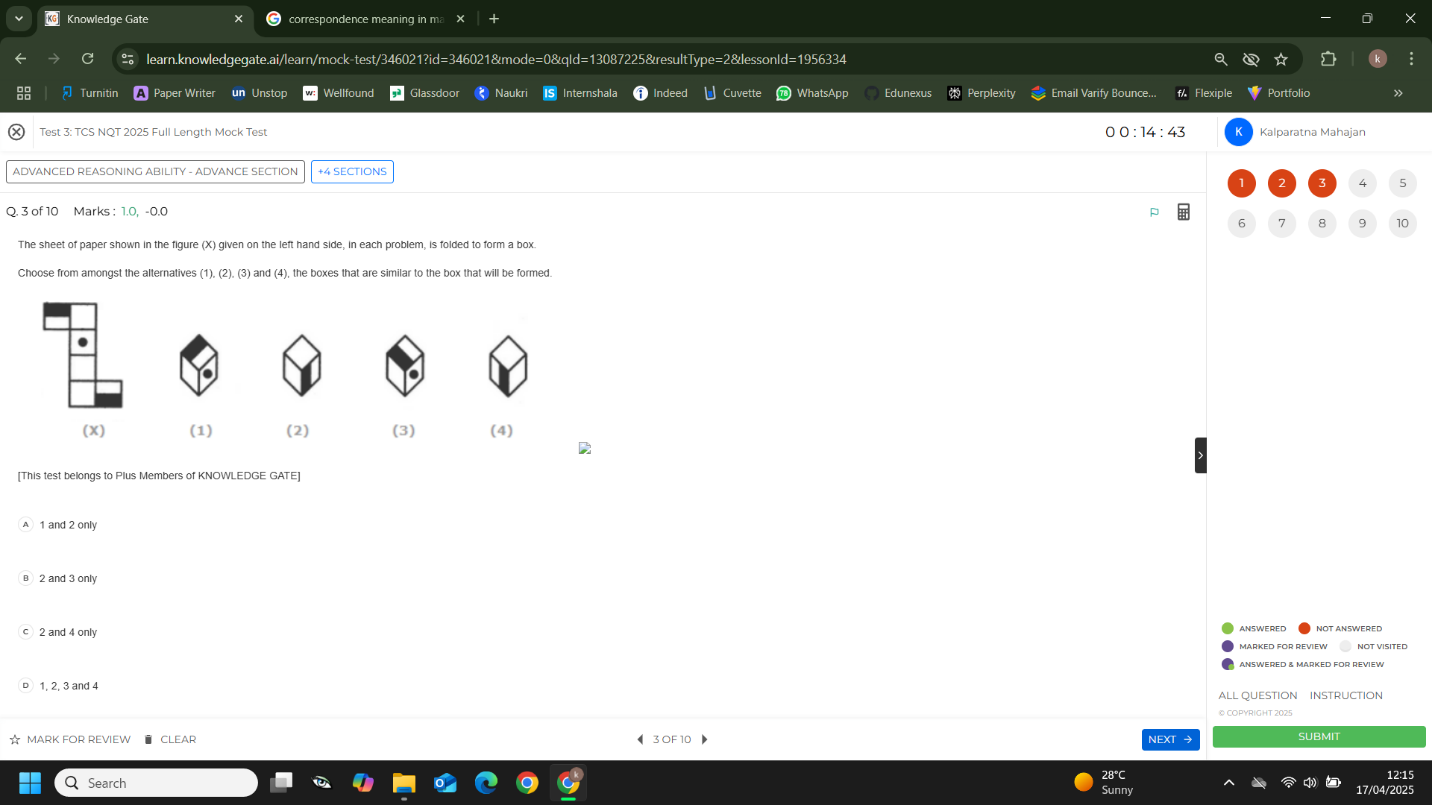 Knowledge Gate
correspondence meaning in ma
learn.knowledgegate.ai/learn/mock-test/346021?id=346021&mode=0&qId=13087225&resultType=2&lessonId=1956334
k
Turnitin
Paper Writer
Unstop
Wellfound
Glassdoor
Naukri
Internshala
Indeed
Cuvette
WhatsApp
Edunexus
Perplexity
Email Varify Bounce...
Flexiple
Portfolio
Test 3: TCS NQT 2025 Full Length Mock Test
00:14:43
K
Kalparatna Mahajan
ADVANCED REASONING ABILITY - ADVANCE SECTION
+4 SECTIONS
Q. 3 of 10 Marks : 1.0, -0.0
The sheet of paper shown in the figure (X) given on the left hand side, in each problem, is folded to form a box.
Choose from amongst the alternatives (1), (2), (3) and (4), the boxes that are similar to the box that will be formed.
(X) (1) (2) (3) (4)
[This test belongs to Plus Members of KNOWLEDGE GATE]
A 1 and 2 only
B 2 and 3 only
C 2 and 4 only
D 1, 2, 3 and 4
1 2 3 4 5
6 7 8 9 10
ANSWERED NOT ANSWERED
MARKED FOR REVIEW NOT VISITED
ANSWERED & MARKED FOR REVIEW
ALL QUESTION INSTRUCTION
© COPYRIGHT 2025
SUBMIT
MARK FOR REVIEW
CLEAR
3 OF 10
NEXT
Search
28°C
Sunny
12:15
17/04/2025